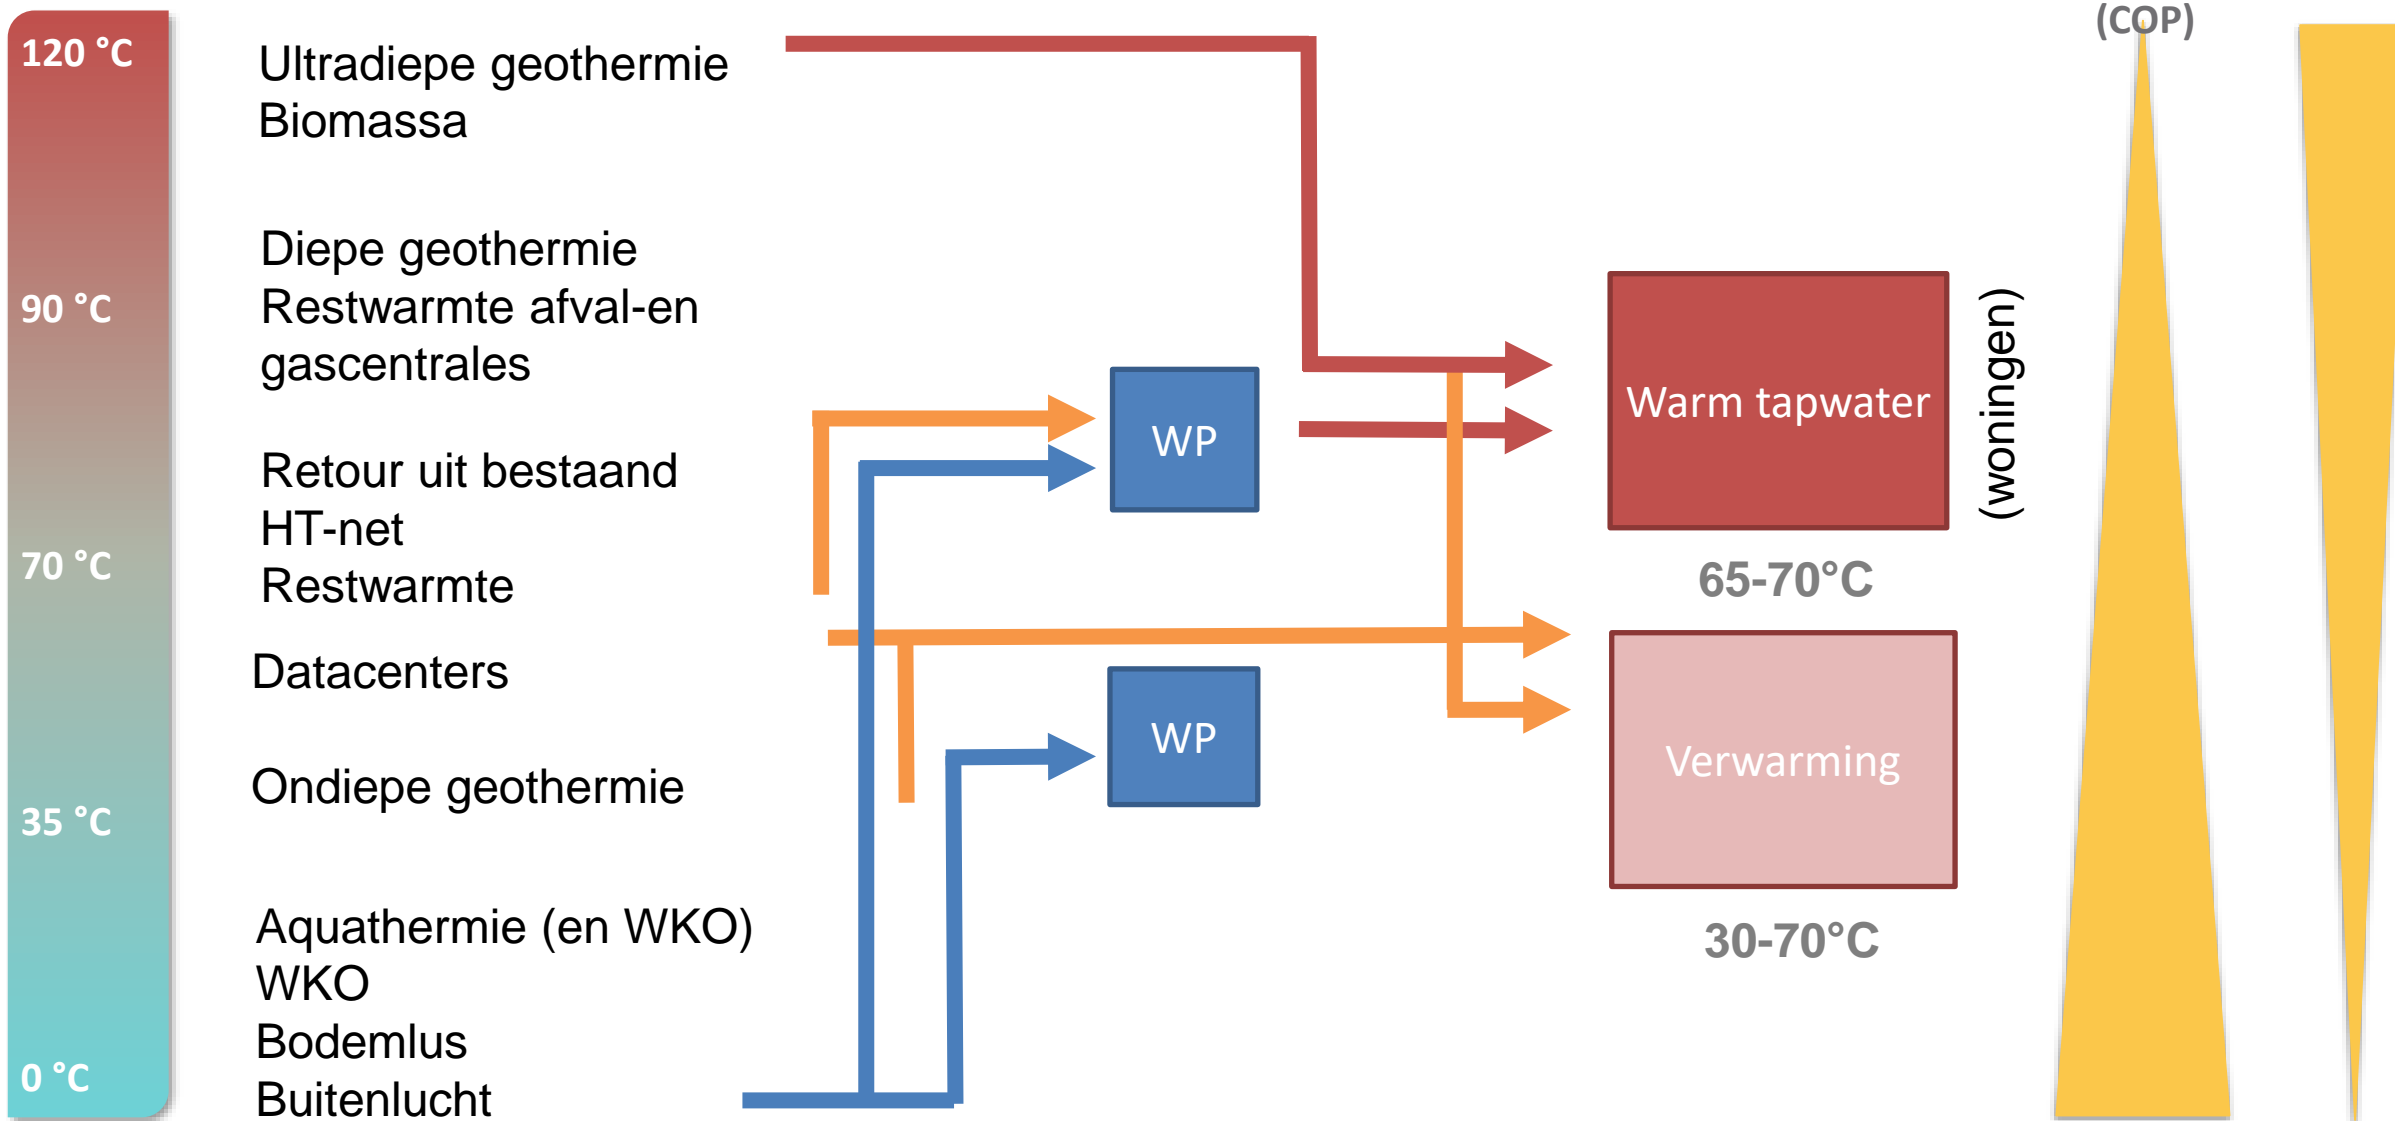 120 °C
90 °C
70 °C
35 °C
0 °C
Ultradiepe geothermie
Biomassa
Diepe geothermie
Restwarmte afval-en
gascentrales
Retour uit bestaand
HT-net
Restwarmte
Datacenters
Ondiepe geothermie
Aquathermie (en WKO)
WKO
Bodemlus
Buitenlucht
WP
WP
Warm tapwater
65-70°C
Verwarming
30-70°C
(woningen)
(COP)